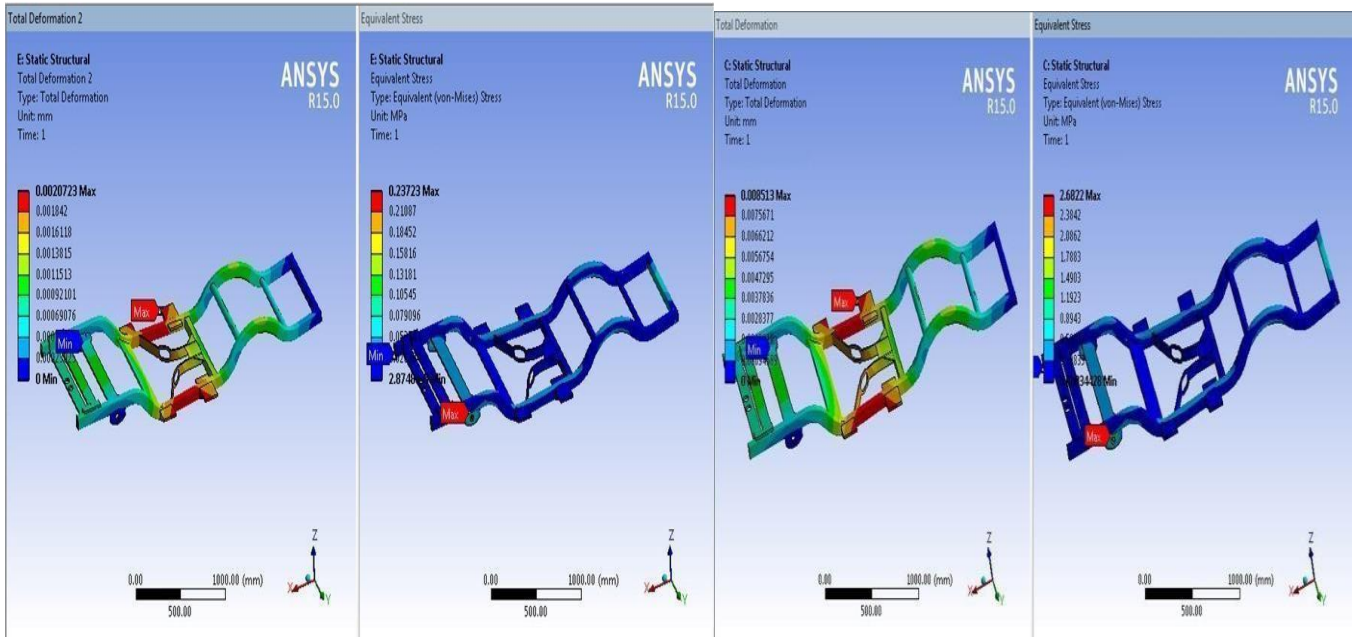 Total Deformation 2
E: Static Structural
Total Deformation 2
Type: Total Deformation
Unit: mm
Time: 1
ANSYS
R15.0
0.0020723 Max
0.001842
0.0016118
0.0013815
0.0011513
0.00092101
0.00069076
0 Min
Max
Min
0.00
1000.00 (mm)
500.00
Z
X
Y
Equivalent Stress
E: Static Structural
Equivalent Stress
Type: Equivalent (von-Mises) Stress
Unit: MPa
Time: 1
ANSYS
R15.0
0.23723 Max
0.21087
0.18452
0.15816
0.13181
0.10545
0.079096
Min
Max
0.00
1000.00 (mm)
500.00
Z
X
Y
Total Deformation
C: Static Structural
Total Deformation
Type: Total Deformation
Unit: mm
Time: 1
ANSYS
R15.0
0.008513 Max
0.0075671
0.0066212
0.0056754
0.0047295
0.0037836
0.0028377
0 Min
Max
Min
0.00
1000.00 (mm)
500.00
Z
X
Y
Equivalent Stress
C: Static Structural
Equivalent Stress
Type: Equivalent (von-Mises) Stress
Unit: MPa
Time: 1
ANSYS
R15.0
2.6822 Max
2.3842
2.0862
1.7883
1.4903
1.1923
0.8943
Min
Max
0.00
1000.00 (mm)
500.00
Z
X
Y